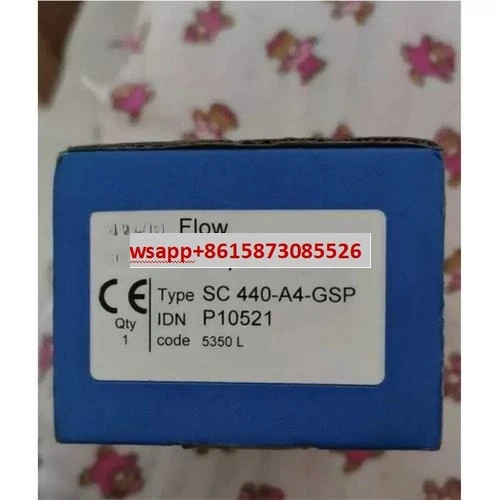 Flow
wsapp+8615873085526
CE
Type SC 440-A4-GSP
Qty IDN P10521
1 code 5350 L